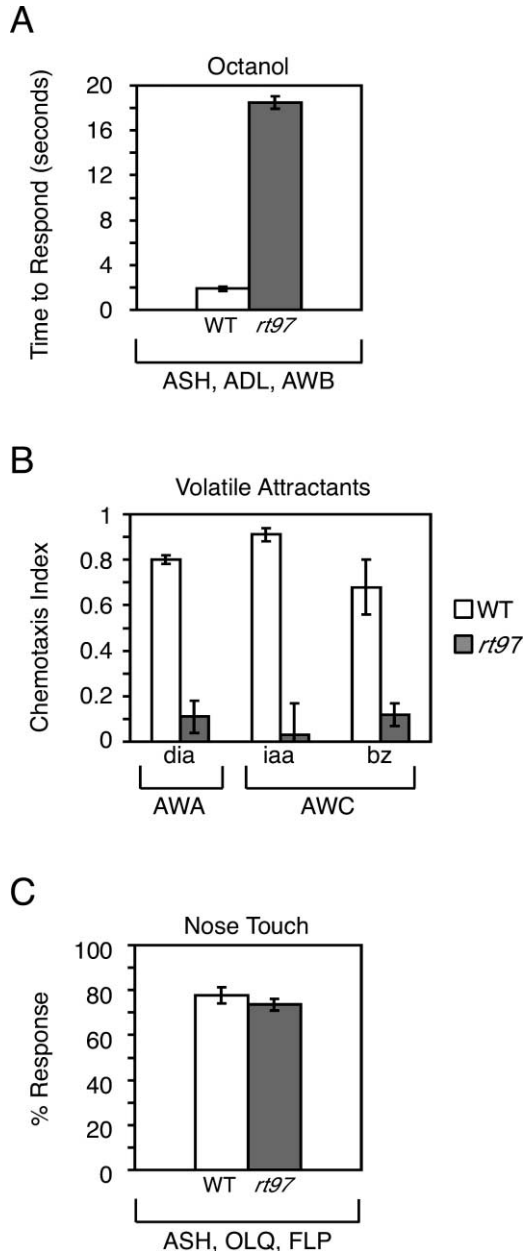 A
Octanol
Time to Respond (seconds)
20
16
12
8
4
2
0
WT rt97
ASH, ADL, AWB
B
Volatile Attractants
Chemotaxis Index
1
0.8
0.6
0.4
0.2
0
WT
rt97
dia iaa bz
AWA AWC
C
Nose Touch
% Response
100
80
60
40
20
0
WT rt97
ASH, OLQ, FLP